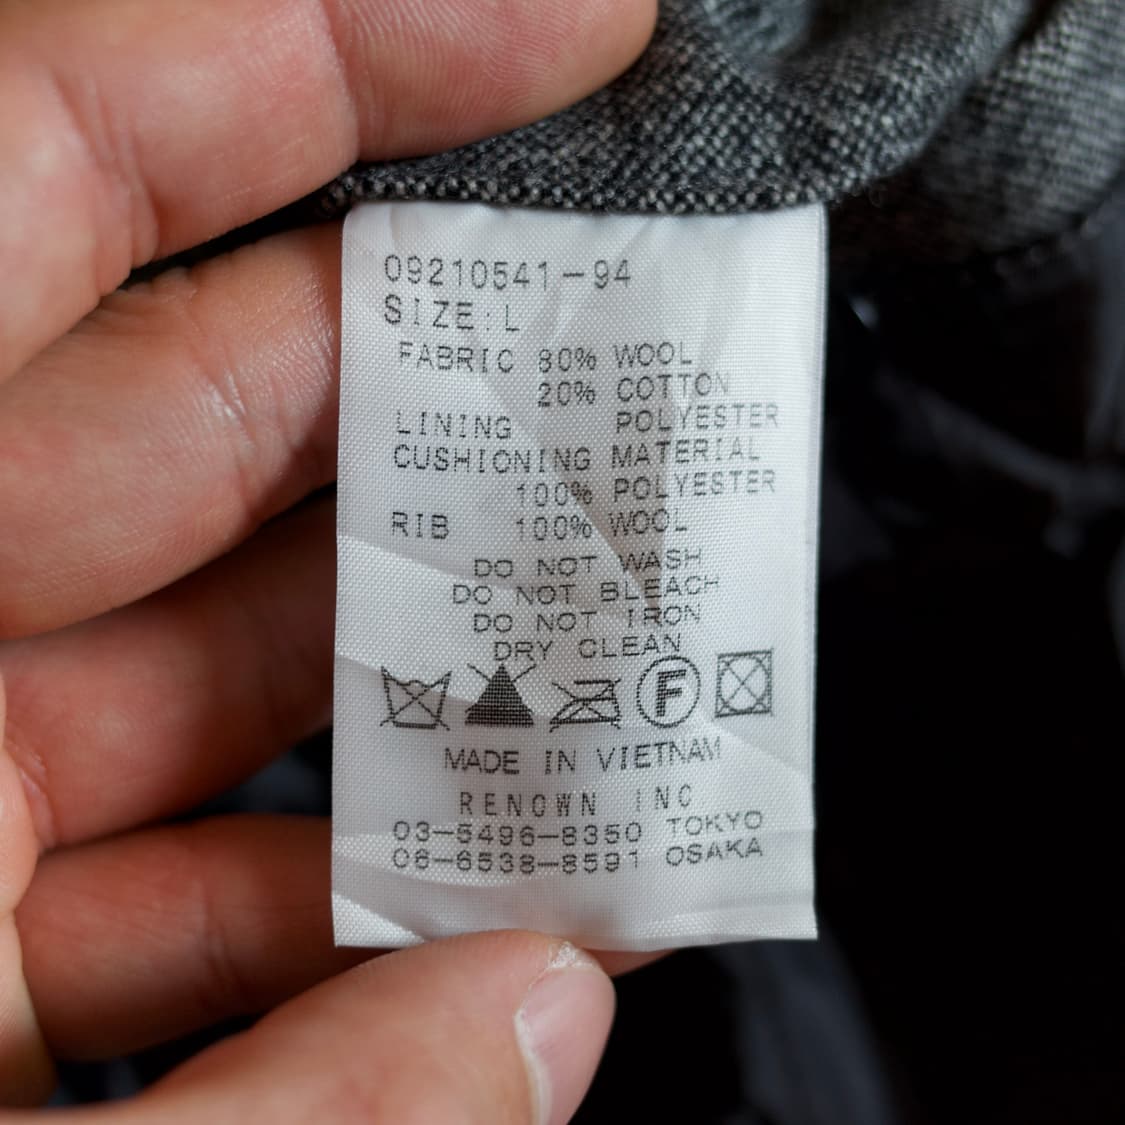 09210541-94
SIZE:L
FABRIC 80% WOOL
20% COTTON
LINING POLYESTER
CUSHIONING MATERIAL
100% POLYESTER
RIB 100% WOOL
DO NOT WASH
DO NOT BLEACH
DO NOT IRON
DRY CLEAN
F
MADE IN VIETNAM
RENOWN INC
03-5496-8350 TOKYO
06-6538-8591 OSAKA